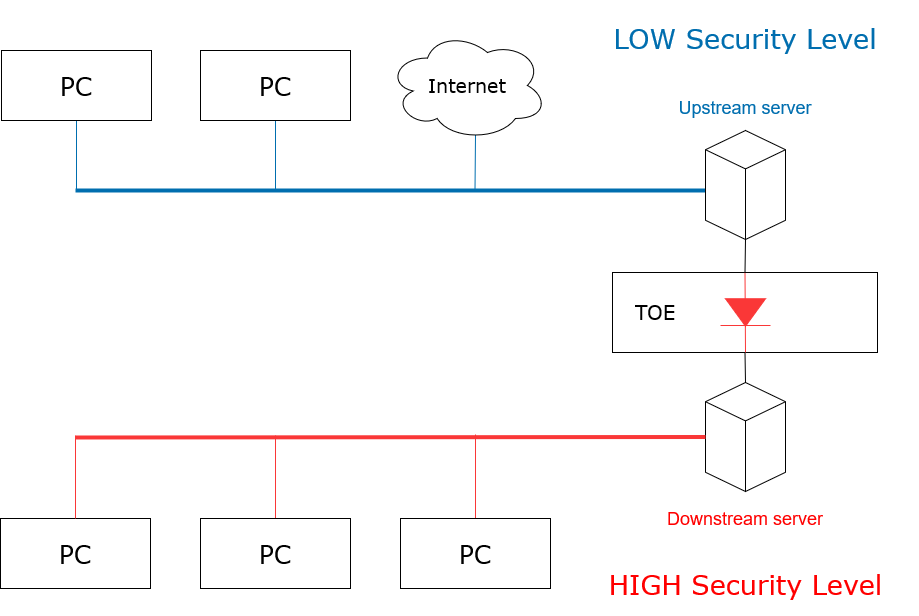 LOW Security Level
PC
PC
Internet
Upstream server
TOE
Downstream server
PC
PC
PC
HIGH Security Level